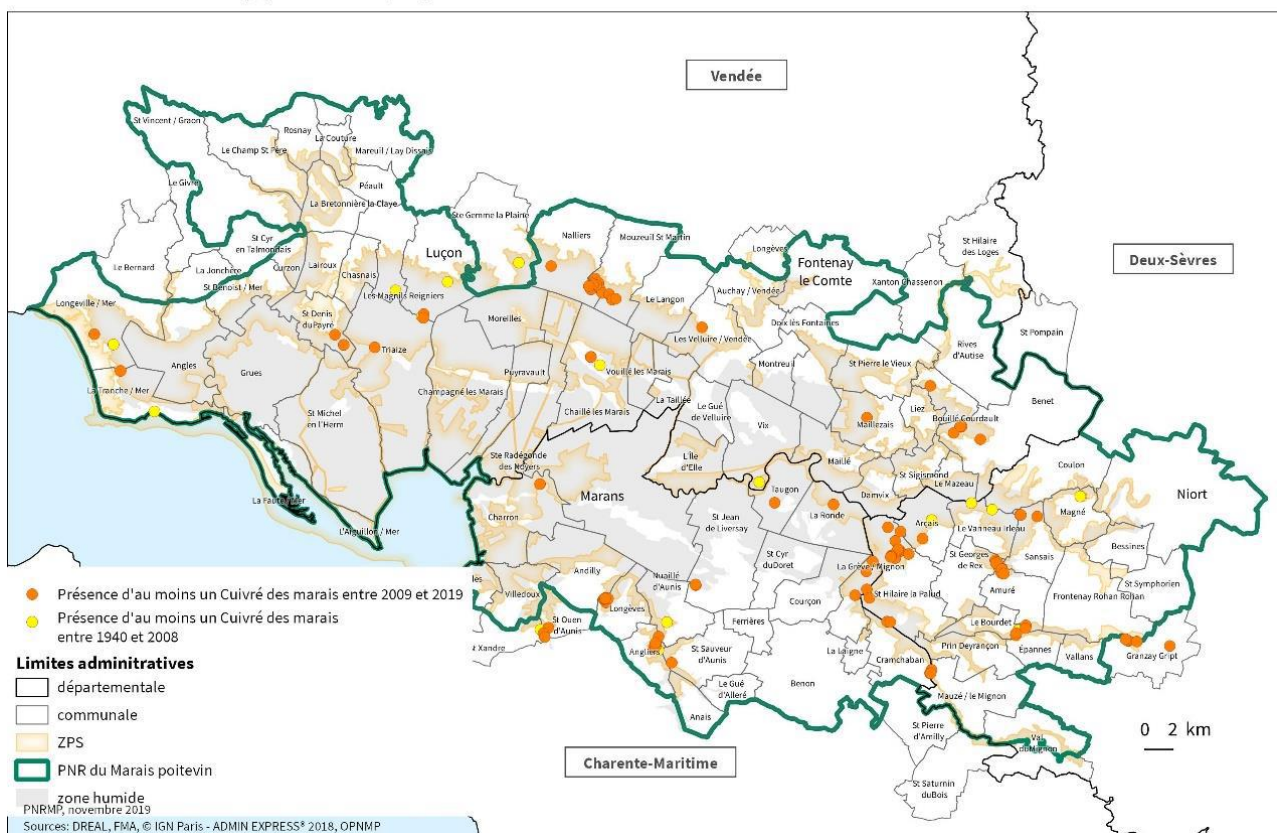 Vendée
Deux-Sèvres
Charente-Maritime
St Vincent / Graon
Rosnay
La Couture
Le Champ St Père
Mareuil / Lay Dissais
Péault
Le Givre
La Bretonnière la Claye
Ste Gemme la Plaine
St Cyr
en Talmondais
Luçon
Nalliers
Mouzeuil St Martin
Longèves
Fontenay
le Comte
St Hilaire
des Loges
Le Bernard
La Jonchère
Curzon
Lairoux
Chasnais
St Benoist / Mer
Auchay / Vendée
Xanton Chassenon
Longeville / Mer
Les Magnils Reigniers
Le Langon
Doix lès Fontaines
St Denis
du Payré
Moreilles
Les Velluire / Vendée
St Pompain
Rives
d'Autise
Triaize
Angles
Grues
Puyravault
Vouillé les Marais
Montreuil
St Pierre le Vieux
La Tranche / Mer
Champagné les Marais
La Taillée
Liez
Benet
St Michel
en l'Herm
Chaillé les Marais
Le Gué
de Velluire
Vix
Maillezais
Bouillé Courdault
Ste Radégonde
des Noyers
L'Île
d'Elle
Maillé
St Sigismond
Le Mazeau
Coulon
La Faute / Mer
Marans
Taugon
Damvix
Magné
Niort
L'Aiguillon / Mer
Charron
St Jean
de Liversay
La Ronde
Arçais
Le Vanneau Irleau
Bessines
St Cyr
du Doret
St Georges
de Rex
Sansais
Andilly
Nuaillé
d'Aunis
La Grève / Mignon
Amuré
St Symphorien
Villedoux
Longèves
Courçon
St Hilaire la Palud
Frontenay Rohan Rohan
St Ouen
d'Aunis
Ferrières
Le Bourdet
t Xandre
Angliers
St Sauveur
d'Aunis
La Laigne
Prin Deyrançon
Épannes
Vallans
Granzay Gript
Cramchaban
Le Gué
d'Alleré
Benon
Mauzé / le Mignon
Anais
St Pierre
d'Amilly
Val
du Mignon
St Saturnin
duBois
0 2 km
Présence d'au moins un Cuivré des marais entre 2009 et 2019
Présence d'au moins un Cuivré des marais
entre 1940 et 2008
Limites adminitratives
départementale
communale
ZPS
PNR du Marais poitevin
zone humide
PNRMP, novembre 2019
Sources: DREAL, FMA, © IGN Paris - ADMIN EXPRESS® 2018, OPNMP